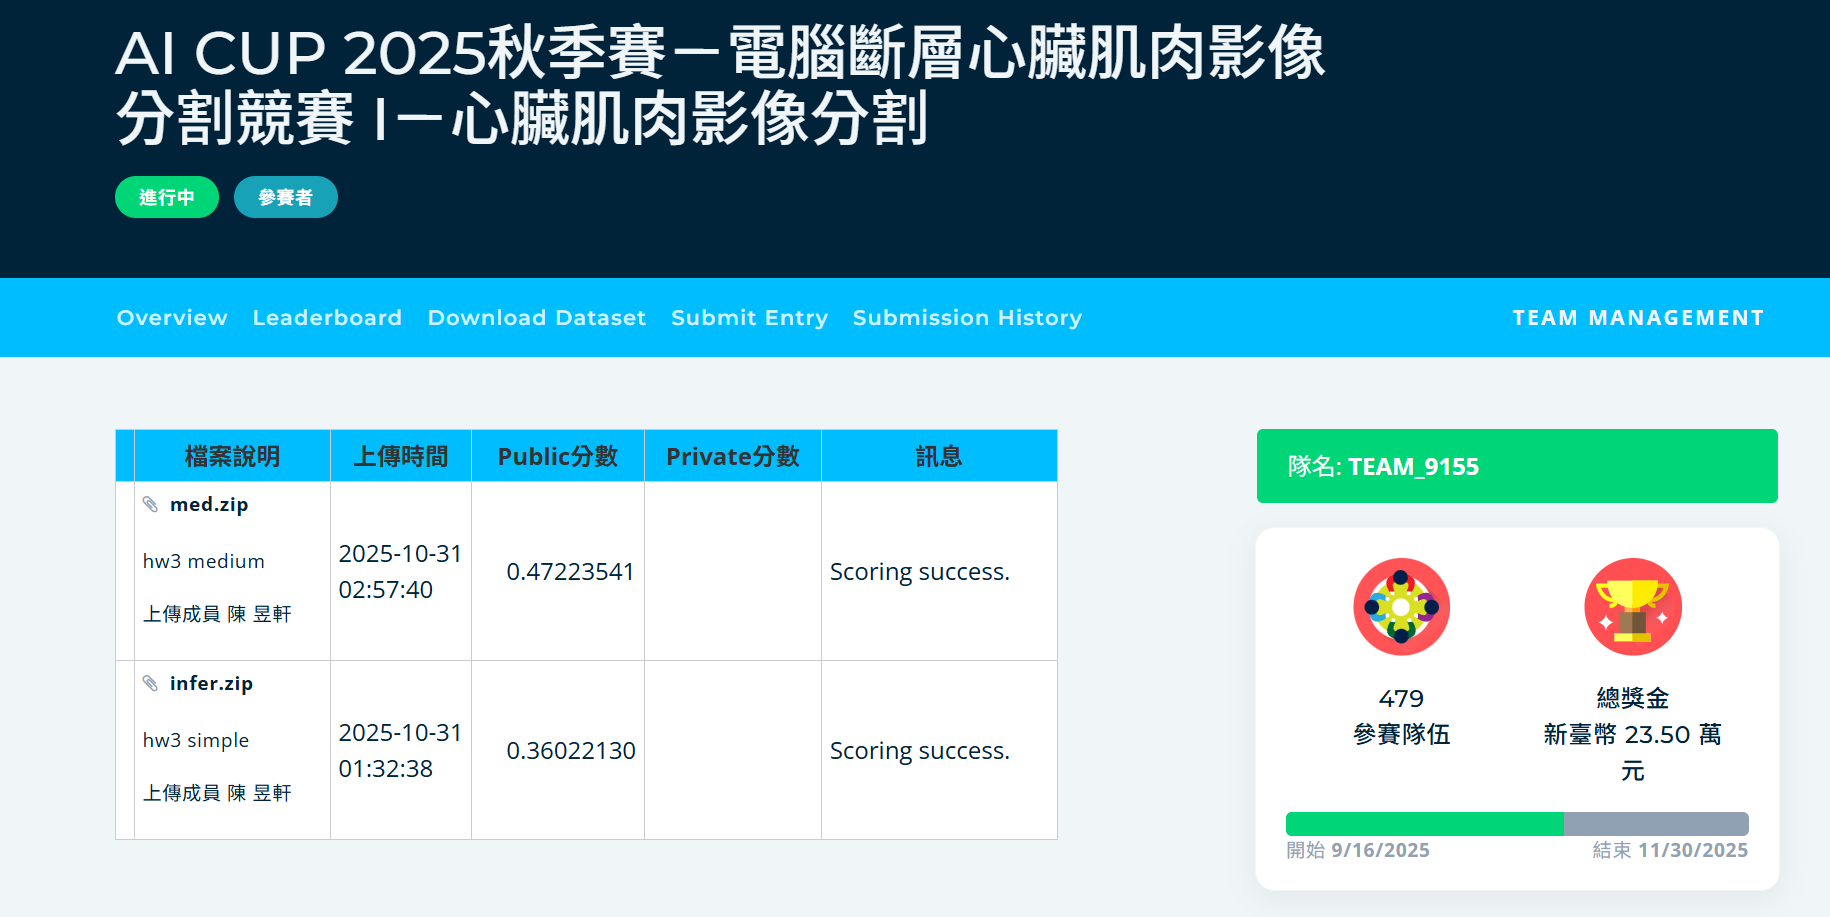 AI CUP 2025秋季賽－電腦斷層心臟肌肉影像
分割競賽 I－心臟肌肉影像分割
進行中 參賽者
Overview Leaderboard Download Dataset Submit Entry Submission History TEAM MANAGEMENT
檔案說明 上傳時間 Public分數 Private分數 訊息
med.zip
hw3 medium
上傳成員 陳 昱軒
2025-10-31
02:57:40
0.47223541
Scoring success.
infer.zip
hw3 simple
上傳成員 陳 昱軒
2025-10-31
01:32:38
0.36022130
Scoring success.
隊名: TEAM_9155
479
參賽隊伍
總獎金
新臺幣 23.50 萬
元
開始 9/16/2025
結束 11/30/2025